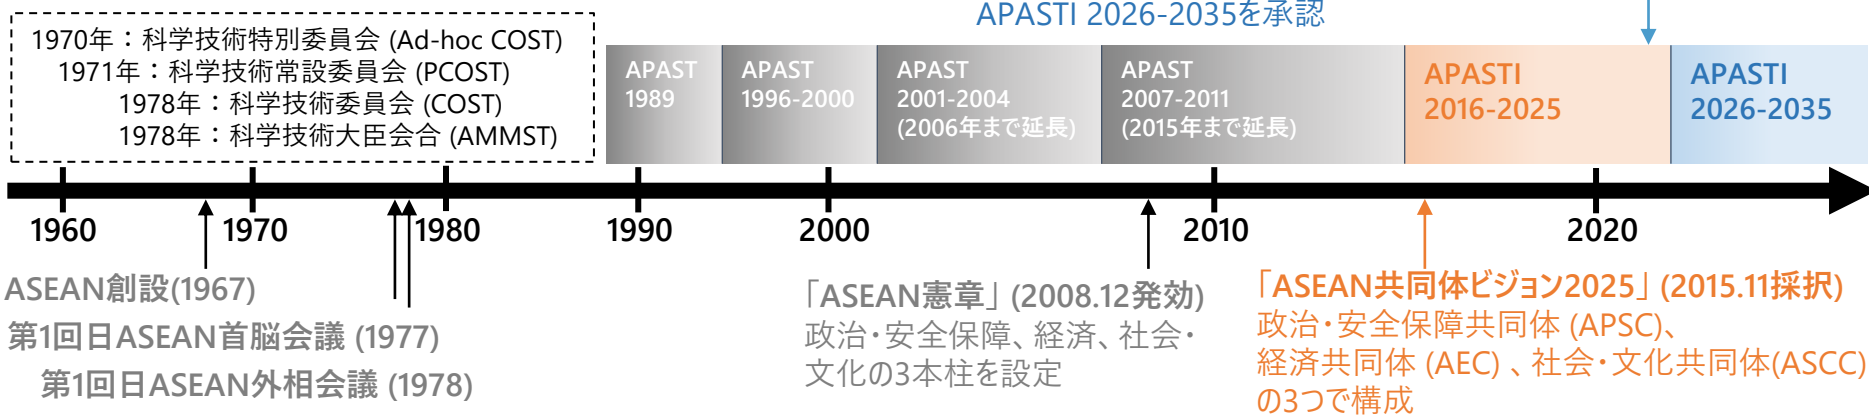 APASTI 2026-2035を承認
1970年：科学技術特別委員会 (Ad-hoc COST)
1971年：科学技術常設委員会 (PCOST)
1978年：科学技術委員会 (COST)
1978年：科学技術大臣会合 (AMMST)
APAST
1989
APAST
1996-2000
APAST
2001-2004
(2006年まで延長)
APAST
2007-2011
(2015年まで延長)
APASTI
2016-2025
APASTI
2026-2035
1960
1970
1980
1990
2000
2010
2020
ASEAN創設(1967)
第1回日ASEAN首脳会議 (1977)
第1回日ASEAN外相会議 (1978)
「ASEAN憲章」 (2008.12発効)
政治・安全保障、経済、社会・
文化の3本柱を設定
「ASEAN共同体ビジョン2025」 (2015.11採択)
政治・安全保障共同体 (APSC)、
経済共同体 (AEC) 、社会・文化共同体(ASCC)
の3つで構成